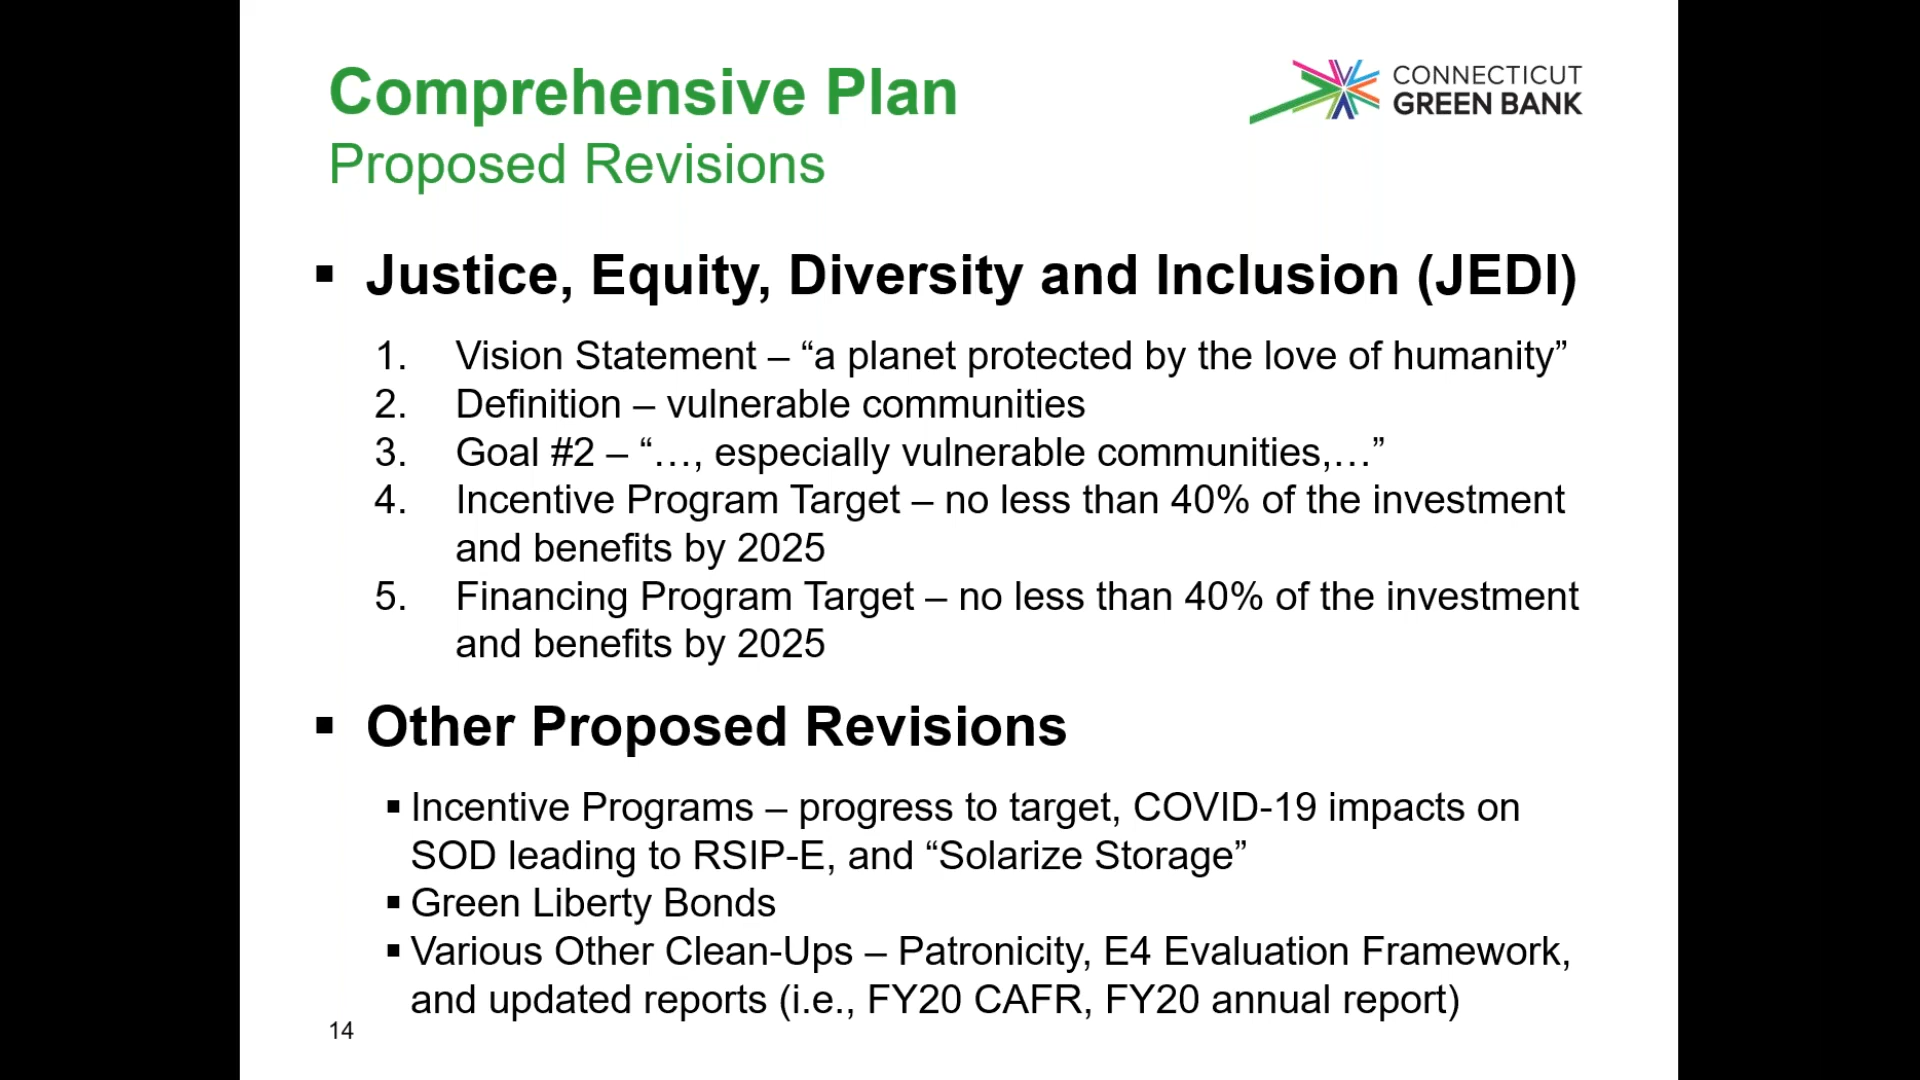 Comprehensive Plan
Proposed Revisions
CONNECTICUT
GREEN BANK
▪ Justice, Equity, Diversity and Inclusion (JEDI)
1. Vision Statement – “a planet protected by the love of humanity”
2. Definition – vulnerable communities
3. Goal #2 – “…, especially vulnerable communities,…”
4. Incentive Program Target – no less than 40% of the investment
and benefits by 2025
5. Financing Program Target – no less than 40% of the investment
and benefits by 2025
▪ Other Proposed Revisions
▪ Incentive Programs – progress to target, COVID-19 impacts on
SOD leading to RSIP-E, and “Solarize Storage”
▪ Green Liberty Bonds
▪ Various Other Clean-Ups – Patronicity, E4 Evaluation Framework,
and updated reports (i.e., FY20 CAFR, FY20 annual report)
14